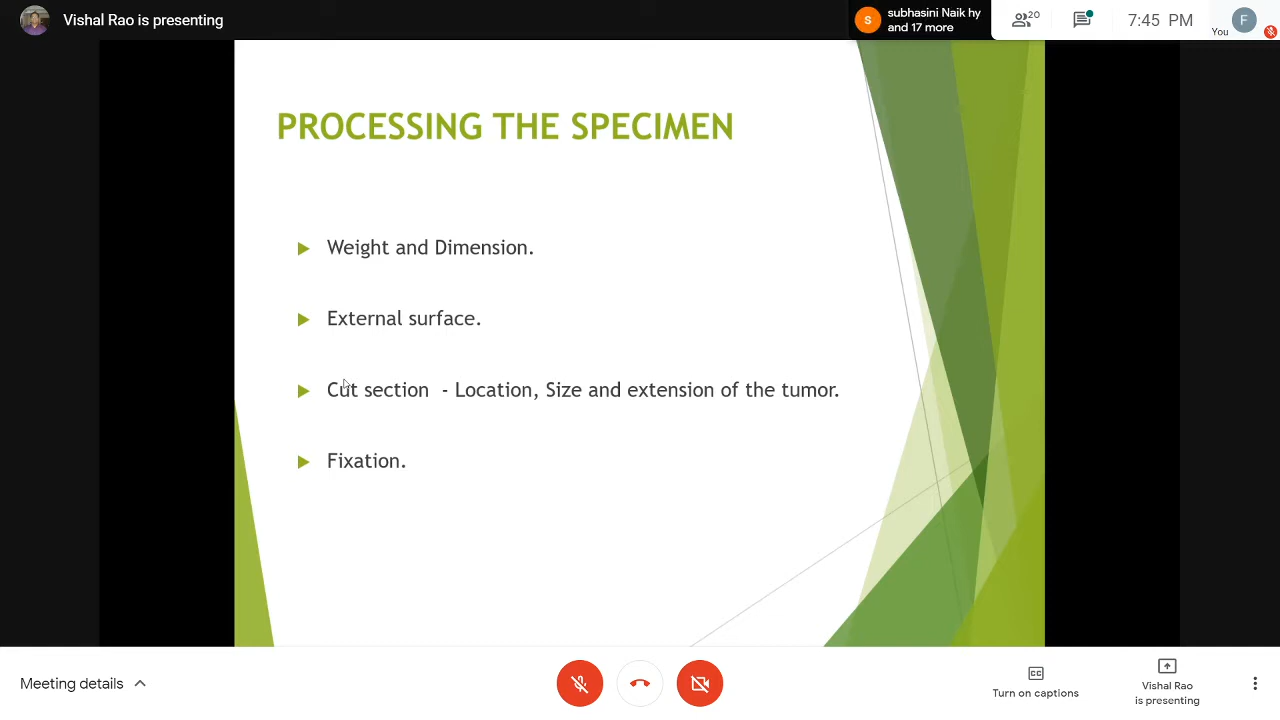 Vishal Rao is presenting
S
subhasini Naik hy
and 17 more
20
7:45 PM
You
F
PROCESSING THE SPECIMEN
Weight and Dimension.
External surface.
Cut section - Location, Size and extension of the tumor.
Fixation.
Meeting details
CC
Turn on captions
Vishal Rao
is presenting